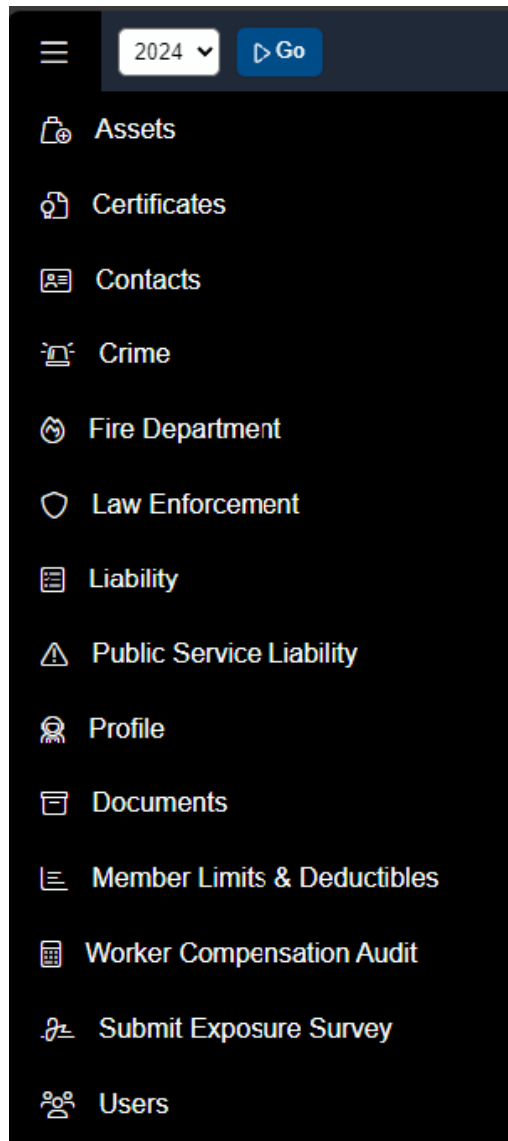 2024 Go
Assets
Certificates
Contacts
Crime
Fire Department
Law Enforcement
Liability
Public Service Liability
Profile
Documents
Member Limits & Deductibles
Worker Compensation Audit
Submit Exposure Survey
Users